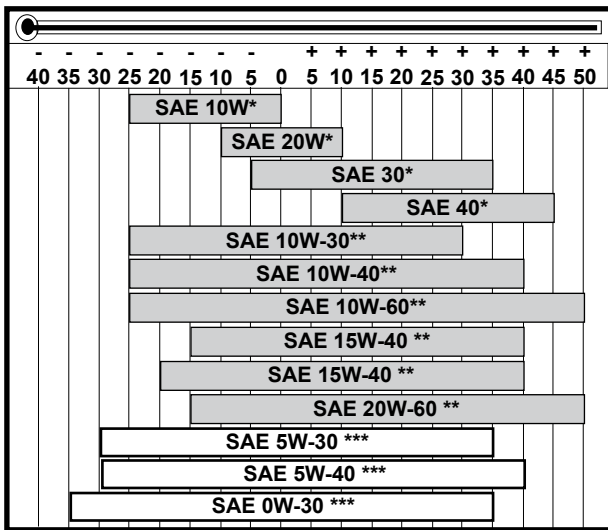 - - - - - - - - + + + + + + + + + +
40 35 30 25 20 15 10 5 0 5 10 15 20 25 30 35 40 45 50
SAE 10W*
SAE 20W*
SAE 30*
SAE 40*
SAE 10W-30**
SAE 10W-40**
SAE 10W-60**
SAE 15W-40 **
SAE 15W-40 **
SAE 20W-60 **
SAE 5W-30 ***
SAE 5W-40 ***
SAE 0W-30 ***